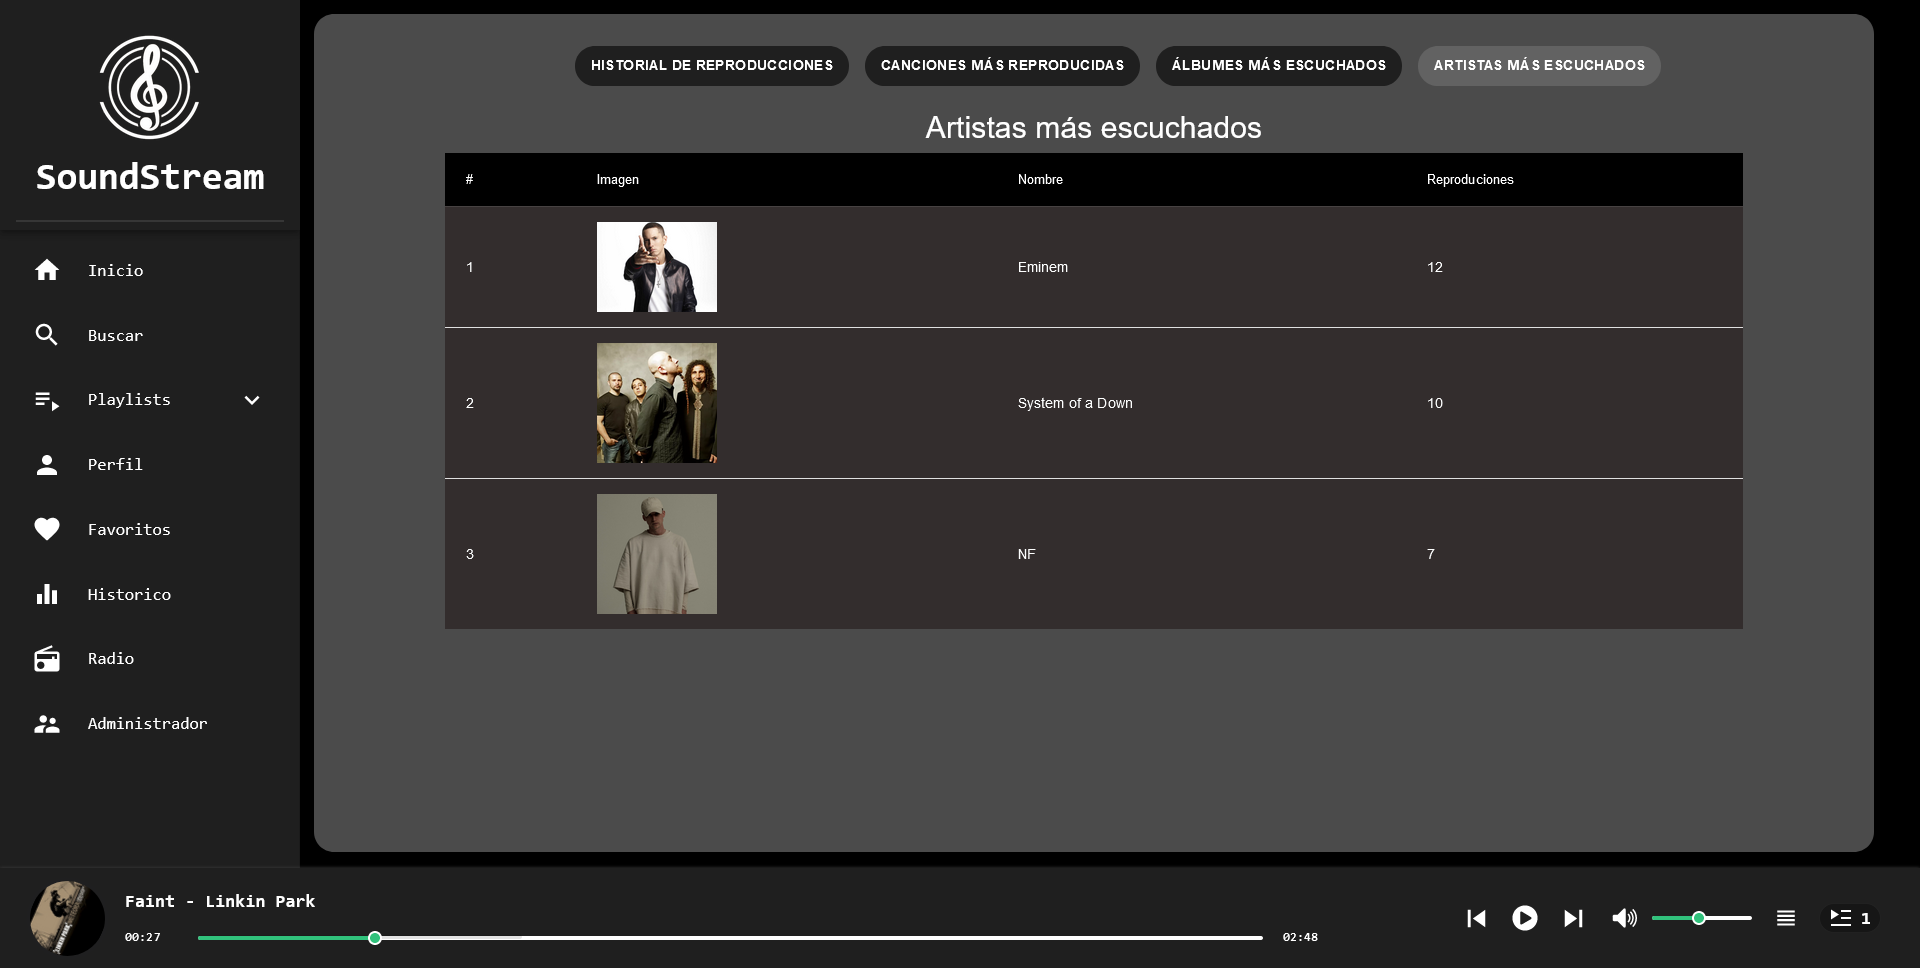 SoundStream
Inicio
Buscar
Playlists
Perfil
Favoritos
Historico
Radio
Administrador
HISTORIAL DE REPRODUCCIONES
CANCIONES MÁS REPRODUCIDAS
ÁLBUMES MÁS ESCUCHADOS
ARTISTAS MÁS ESCUCHADOS
Artistas más escuchados
# Imagen Nombre Reproduciones
1 Eminem 12
2 System of a Down 10
3 NF 7
Faint - Linkin Park
00:27 02:48
1